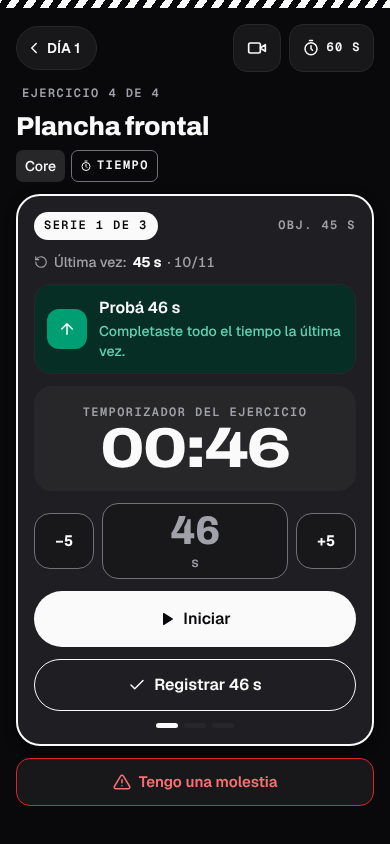 DÍA 1
60 S
EJERCICIO 4 DE 4
Plancha frontal
Core
TIEMPO
SERIE 1 DE 3
OBJ. 45 S
Última vez: 45 s · 10/11
Probá 46 s
Completaste todo el tiempo la última
vez.
TEMPORIZADOR DEL EJERCICIO
00:46
−5
46
s
+5
Iniciar
Registrar 46 s
Tengo una molestia